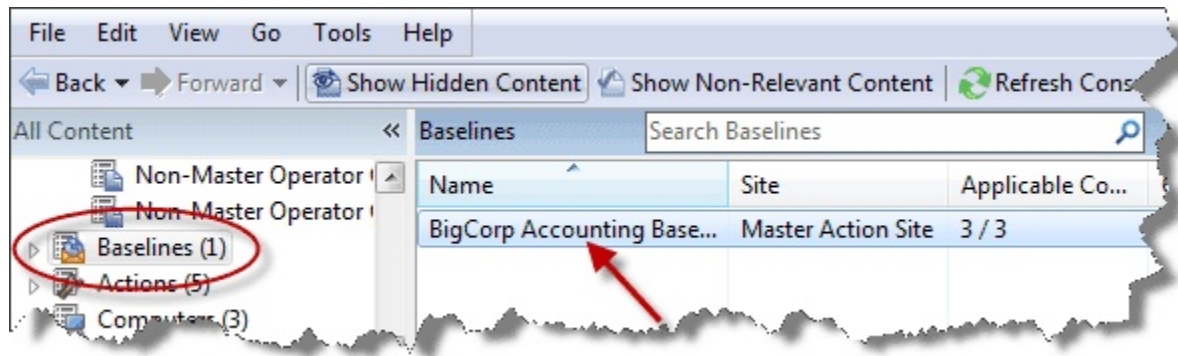 File Edit View Go Tools Help
Back Forward Show Hidden Content Show Non-Relevant Content Refresh Cons
All Content « Baselines Search Baselines
Non-Master Operator
Non-Master Operator
Baselines (1)
Actions (5)
Computers (3)
Name Site Applicable Co...
BigCorp Accounting Base... Master Action Site 3 / 3